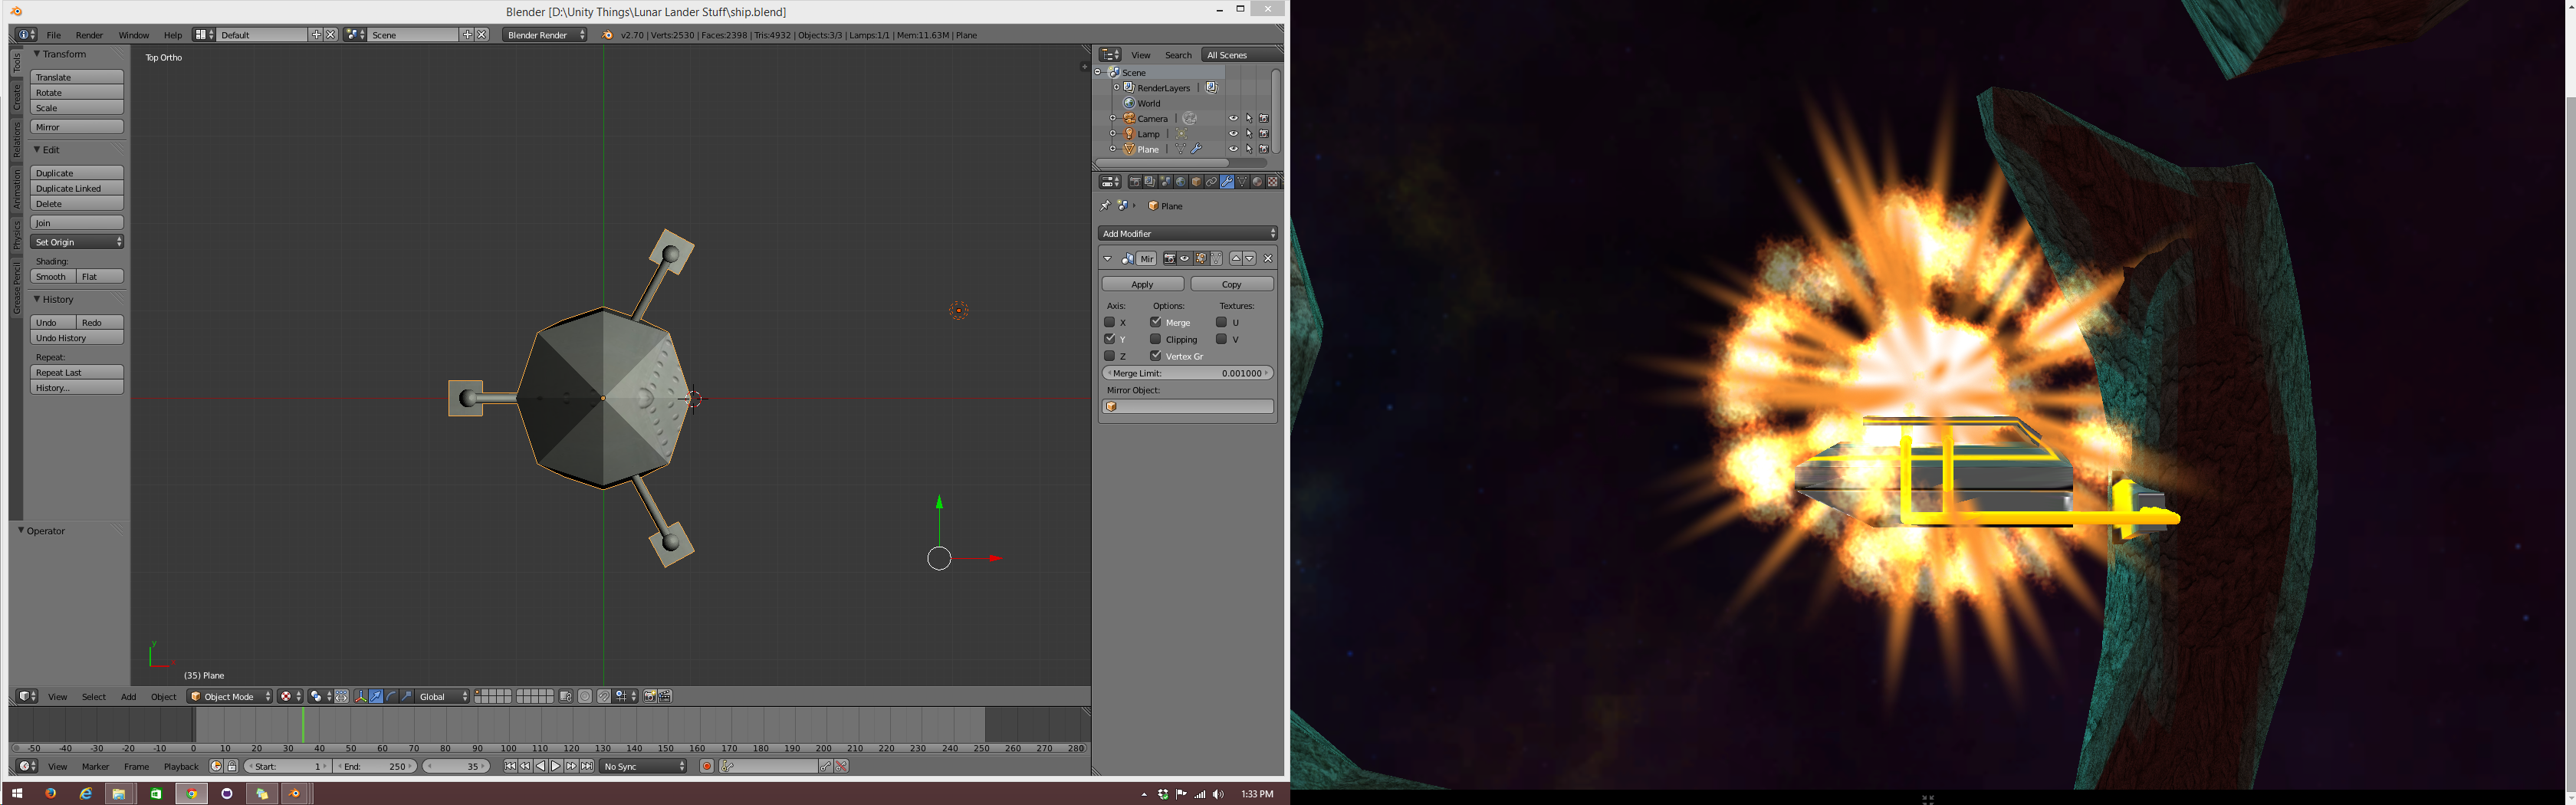 Blender [D:\Unity Things\Lunar Lander Stuff\ship.blend]
File Render Window Help Default Scene Blender Render v2.70 | Verts:2530 | Faces:2398 | Tris:4932 | Objects:3/3 | Lamps:1/1 | Mem:11.63M | Plane
Tools
Create
Relations
Animation
Physics
Grease Pencil
Transform
Translate
Rotate
Scale
Mirror
Edit
Duplicate
Duplicate Linked
Delete
Join
Set Origin
Shading:
Smooth Flat
History
Undo Redo
Undo History
Repeat:
Repeat Last
History...
Operator
Top Ortho
y
x
(35) Plane
View Search All Scenes
Scene
RenderLayers
World
Camera
Lamp
Plane
Plane
Add Modifier
Mir
Apply Copy
Axis: Options: Textures:
X Merge U
Y Clipping V
Z Vertex Gr
Merge Limit: 0.001000
Mirror Object:
View Select Add Object Object Mode Global
-50 -40 -30 -20 -10 0 10 20 30 40 50 60 70 80 90 100 110 120 130 140 150 160 170 180 190 200 210 220 230 240 250 260 270 280
View Marker Frame Playback Start: 1 End: 250 35 No Sync
1:33 PM